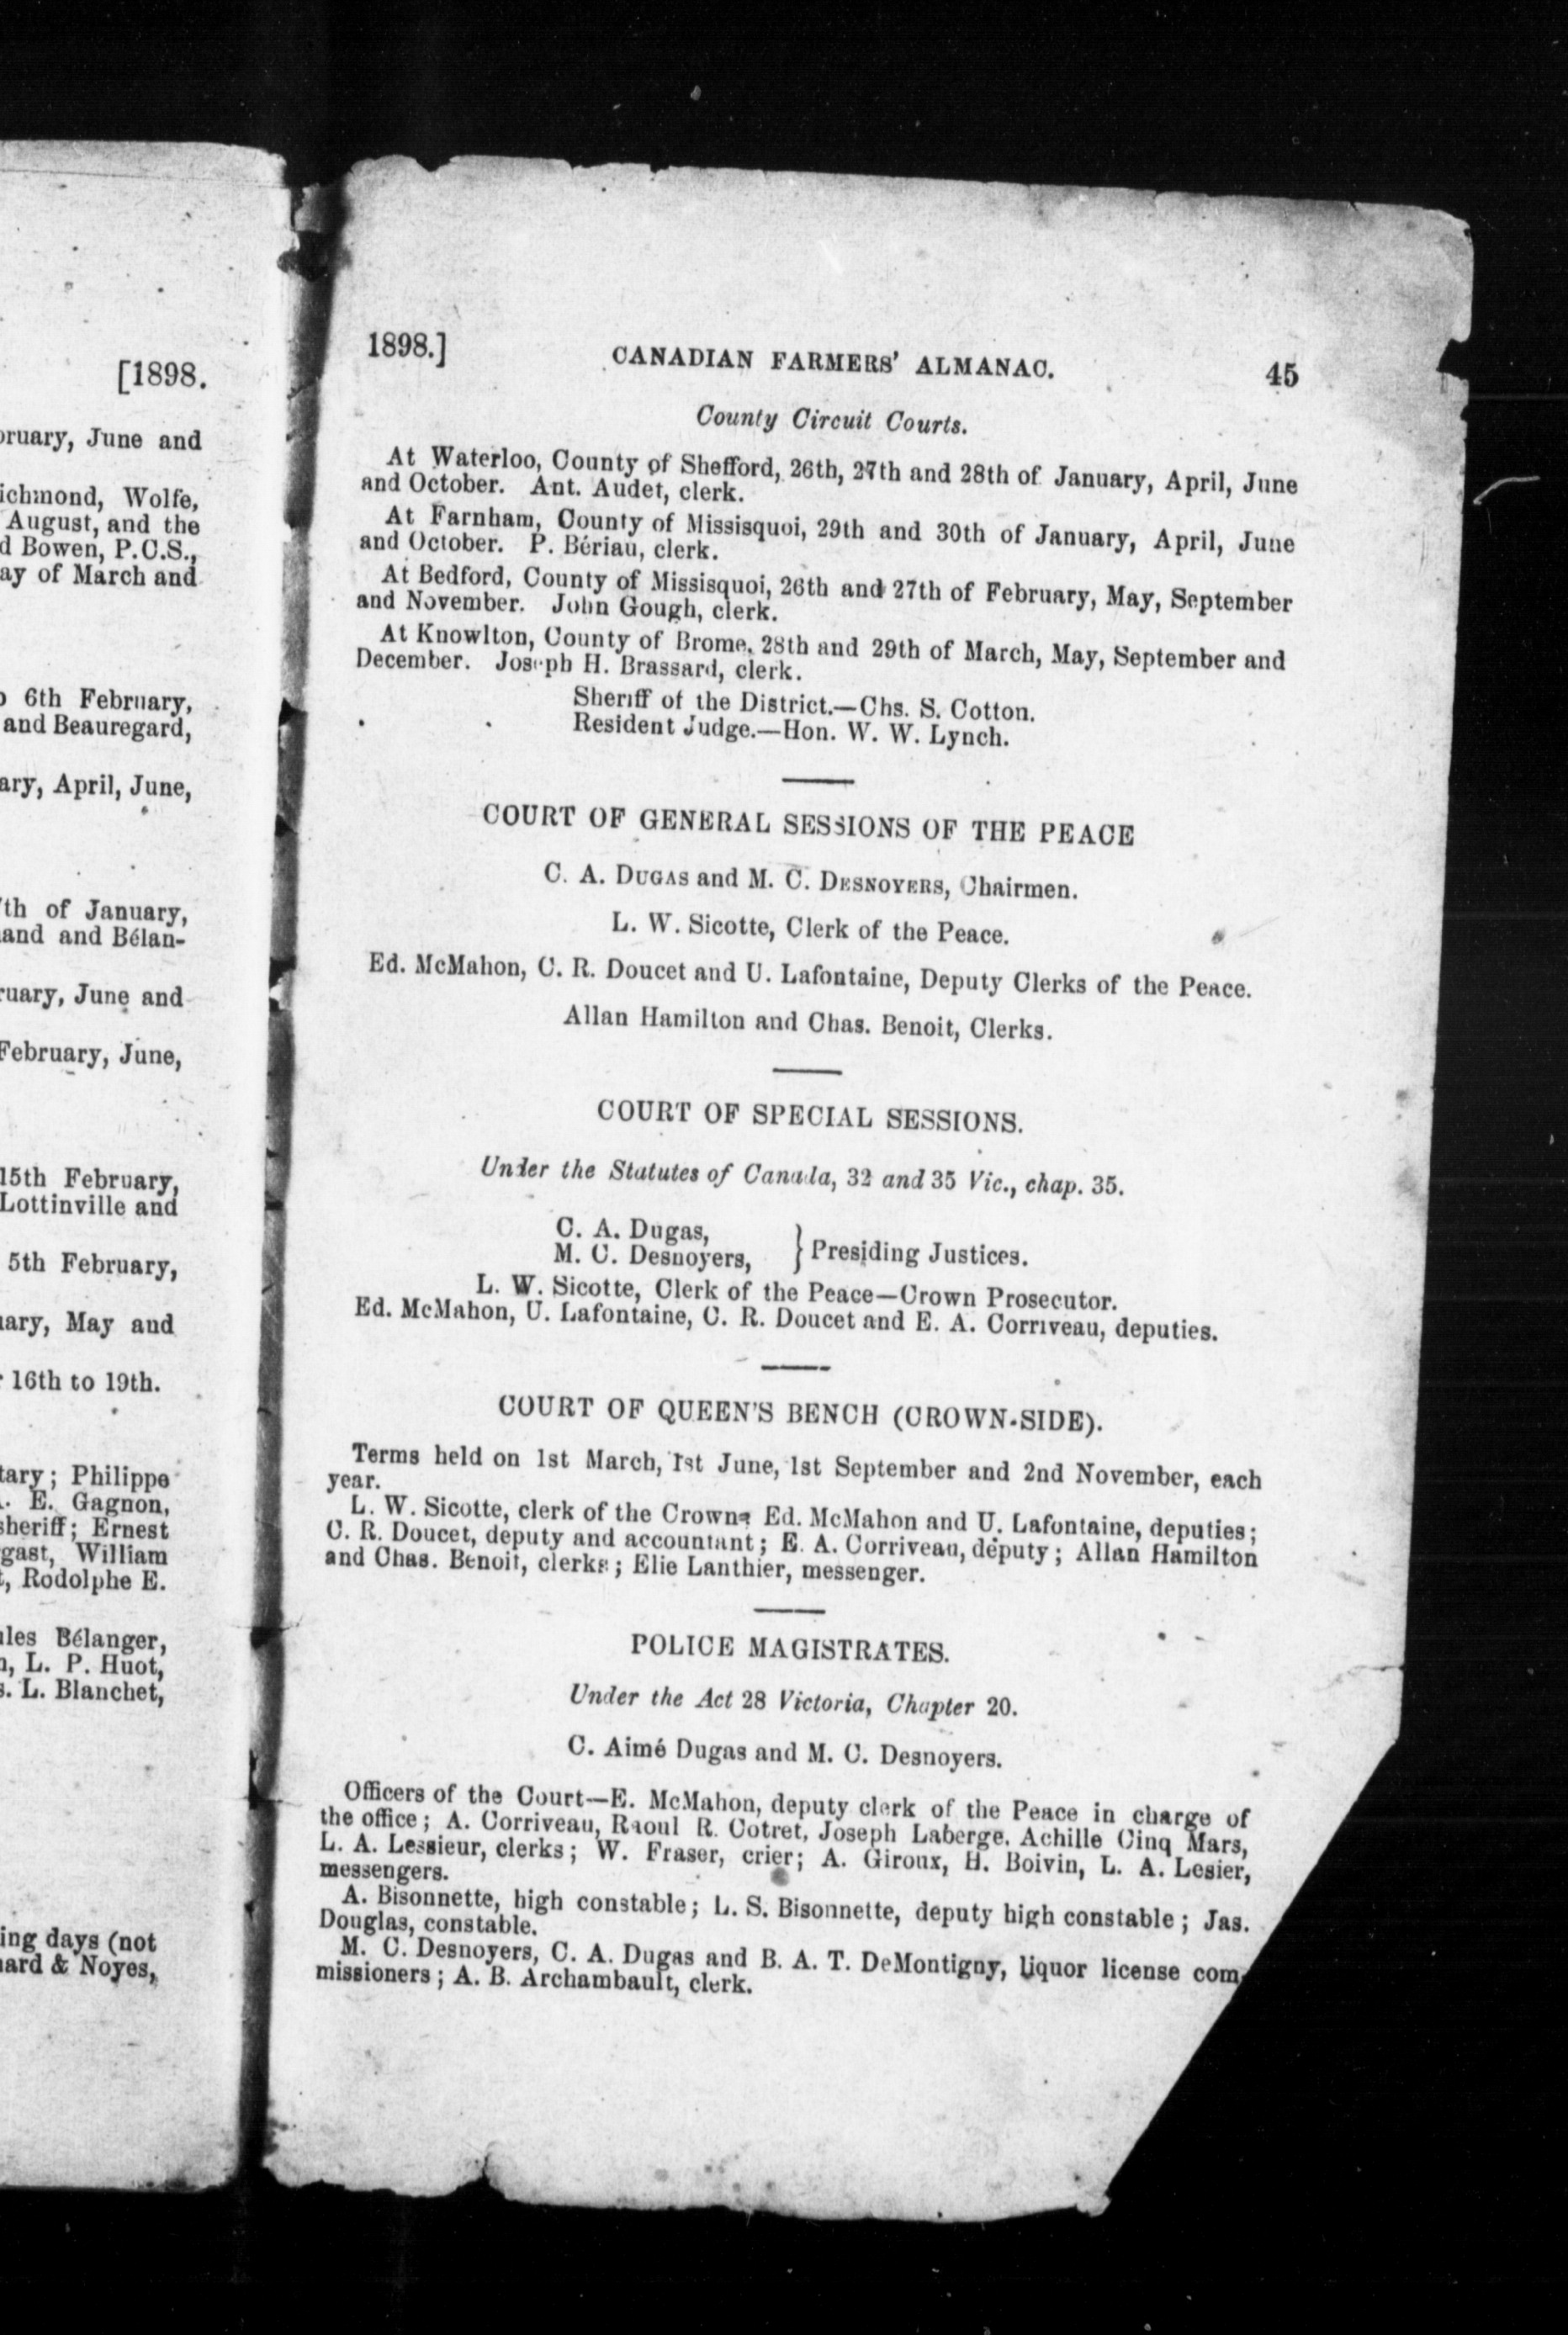 [1898.
ruary, June and
ichmond, Wolfe,
August, and the
d Bowen, P.C.S.,
ay of March and
6th February,
and Beauregard,
ary, April, June,
th of January,
and and Bélan-
ruary, June and
February, June,
15th February,
Lottinville and
5th February,
ary, May and
16th to 19th.
tary; Philippe
. E. Gagnon,
sheriff; Ernest
gast, William
t, Rodolphe E.
les Bélanger,
n, L. P. Huot,
s. L. Blanchet,
ing days (not
ard & Noyes,
1898.] CANADIAN FARMERS' ALMANAC. 45
County Circuit Courts.
At Waterloo, County of Shefford, 26th, 27th and 28th of January, April, June
and October. Ant. Audet, clerk.
At Farnham, County of Missisquoi, 29th and 30th of January, April, June
and October. P. Bériau, clerk.
At Bedford, County of Missisquoi, 26th and 27th of February, May, September
and November. John Gough, clerk.
At Knowlton, County of Brome, 28th and 29th of March, May, September and
December. Joseph H. Brassard, clerk.
Sheriff of the District.—Chs. S. Cotton.
Resident Judge.—Hon. W. W. Lynch.
COURT OF GENERAL SESSIONS OF THE PEACE
C. A. DUGAS and M. C. DESNOYERS, Chairmen.
L. W. Sicotte, Clerk of the Peace.
Ed. McMahon, C. R. Doucet and U. Lafontaine, Deputy Clerks of the Peace.
Allan Hamilton and Chas. Benoit, Clerks.
COURT OF SPECIAL SESSIONS.
Under the Statutes of Canada, 32 and 35 Vic., chap. 35.
C. A. Dugas,
M. C. Desnoyers, } Presiding Justices.
L. W. Sicotte, Clerk of the Peace—Crown Prosecutor.
Ed. McMahon, U. Lafontaine, C. R. Doucet and E. A. Corriveau, deputies.
COURT OF QUEEN'S BENCH (CROWN-SIDE).
Terms held on 1st March, 1st June, 1st September and 2nd November, each
year.
L. W. Sicotte, clerk of the Crown; Ed. McMahon and U. Lafontaine, deputies;
C. R. Doucet, deputy and accountant; E. A. Corriveau, deputy; Allan Hamilton
and Chas. Benoit, clerks; Elie Lanthier, messenger.
POLICE MAGISTRATES.
Under the Act 28 Victoria, Chapter 20.
C. Aimé Dugas and M. C. Desnoyers.
Officers of the Court—E. McMahon, deputy clerk of the Peace in charge of
the office; A. Corriveau, Raoul R. Cotret, Joseph Laberge, Achille Cinq Mars,
L. A. Lessieur, clerks; W. Fraser, crier; A. Giroux, H. Boivin, L. A. Lesier,
messengers.
A. Bisonnette, high constable; L. S. Bisonnette, deputy high constable; Jas.
Douglas, constable.
M. C. Desnoyers, C. A. Dugas and B. A. T. DeMontigny, liquor license com-
missioners; A. B. Archambault, clerk.